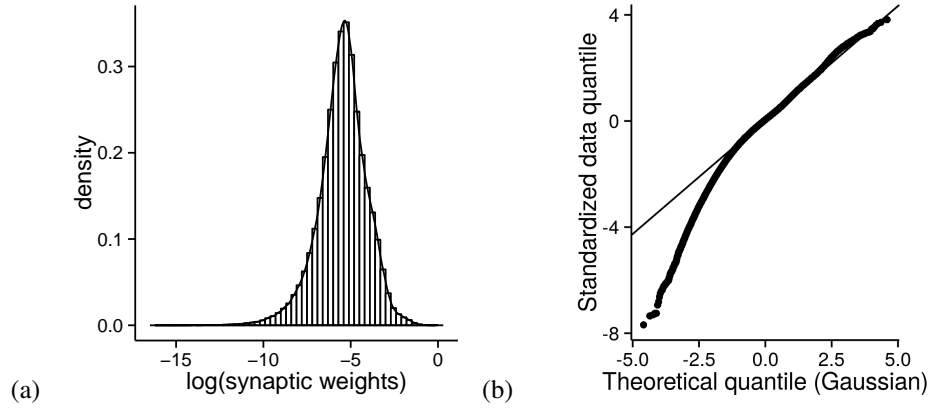 density
0.3
0.2
0.1
0.0
−15
−10
−5
0
log(synaptic weights)
(a)
Standardized data quantile
4
0
-4
-8
-5.0
-2.5
0.0
2.5
5.0
Theoretical quantile (Gaussian)
(b)